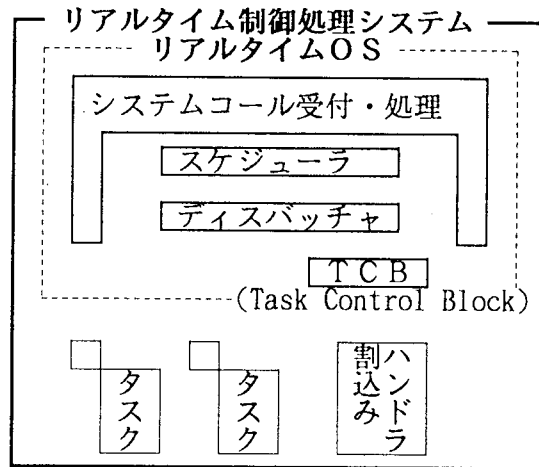 リアルタイム制御処理システム
リアルタイムOS
システムコール受付・処理
スケジューラ
ディスパッチャ
TCB
(Task Control Block)
タスク
タスク
割込み
ハンドラ